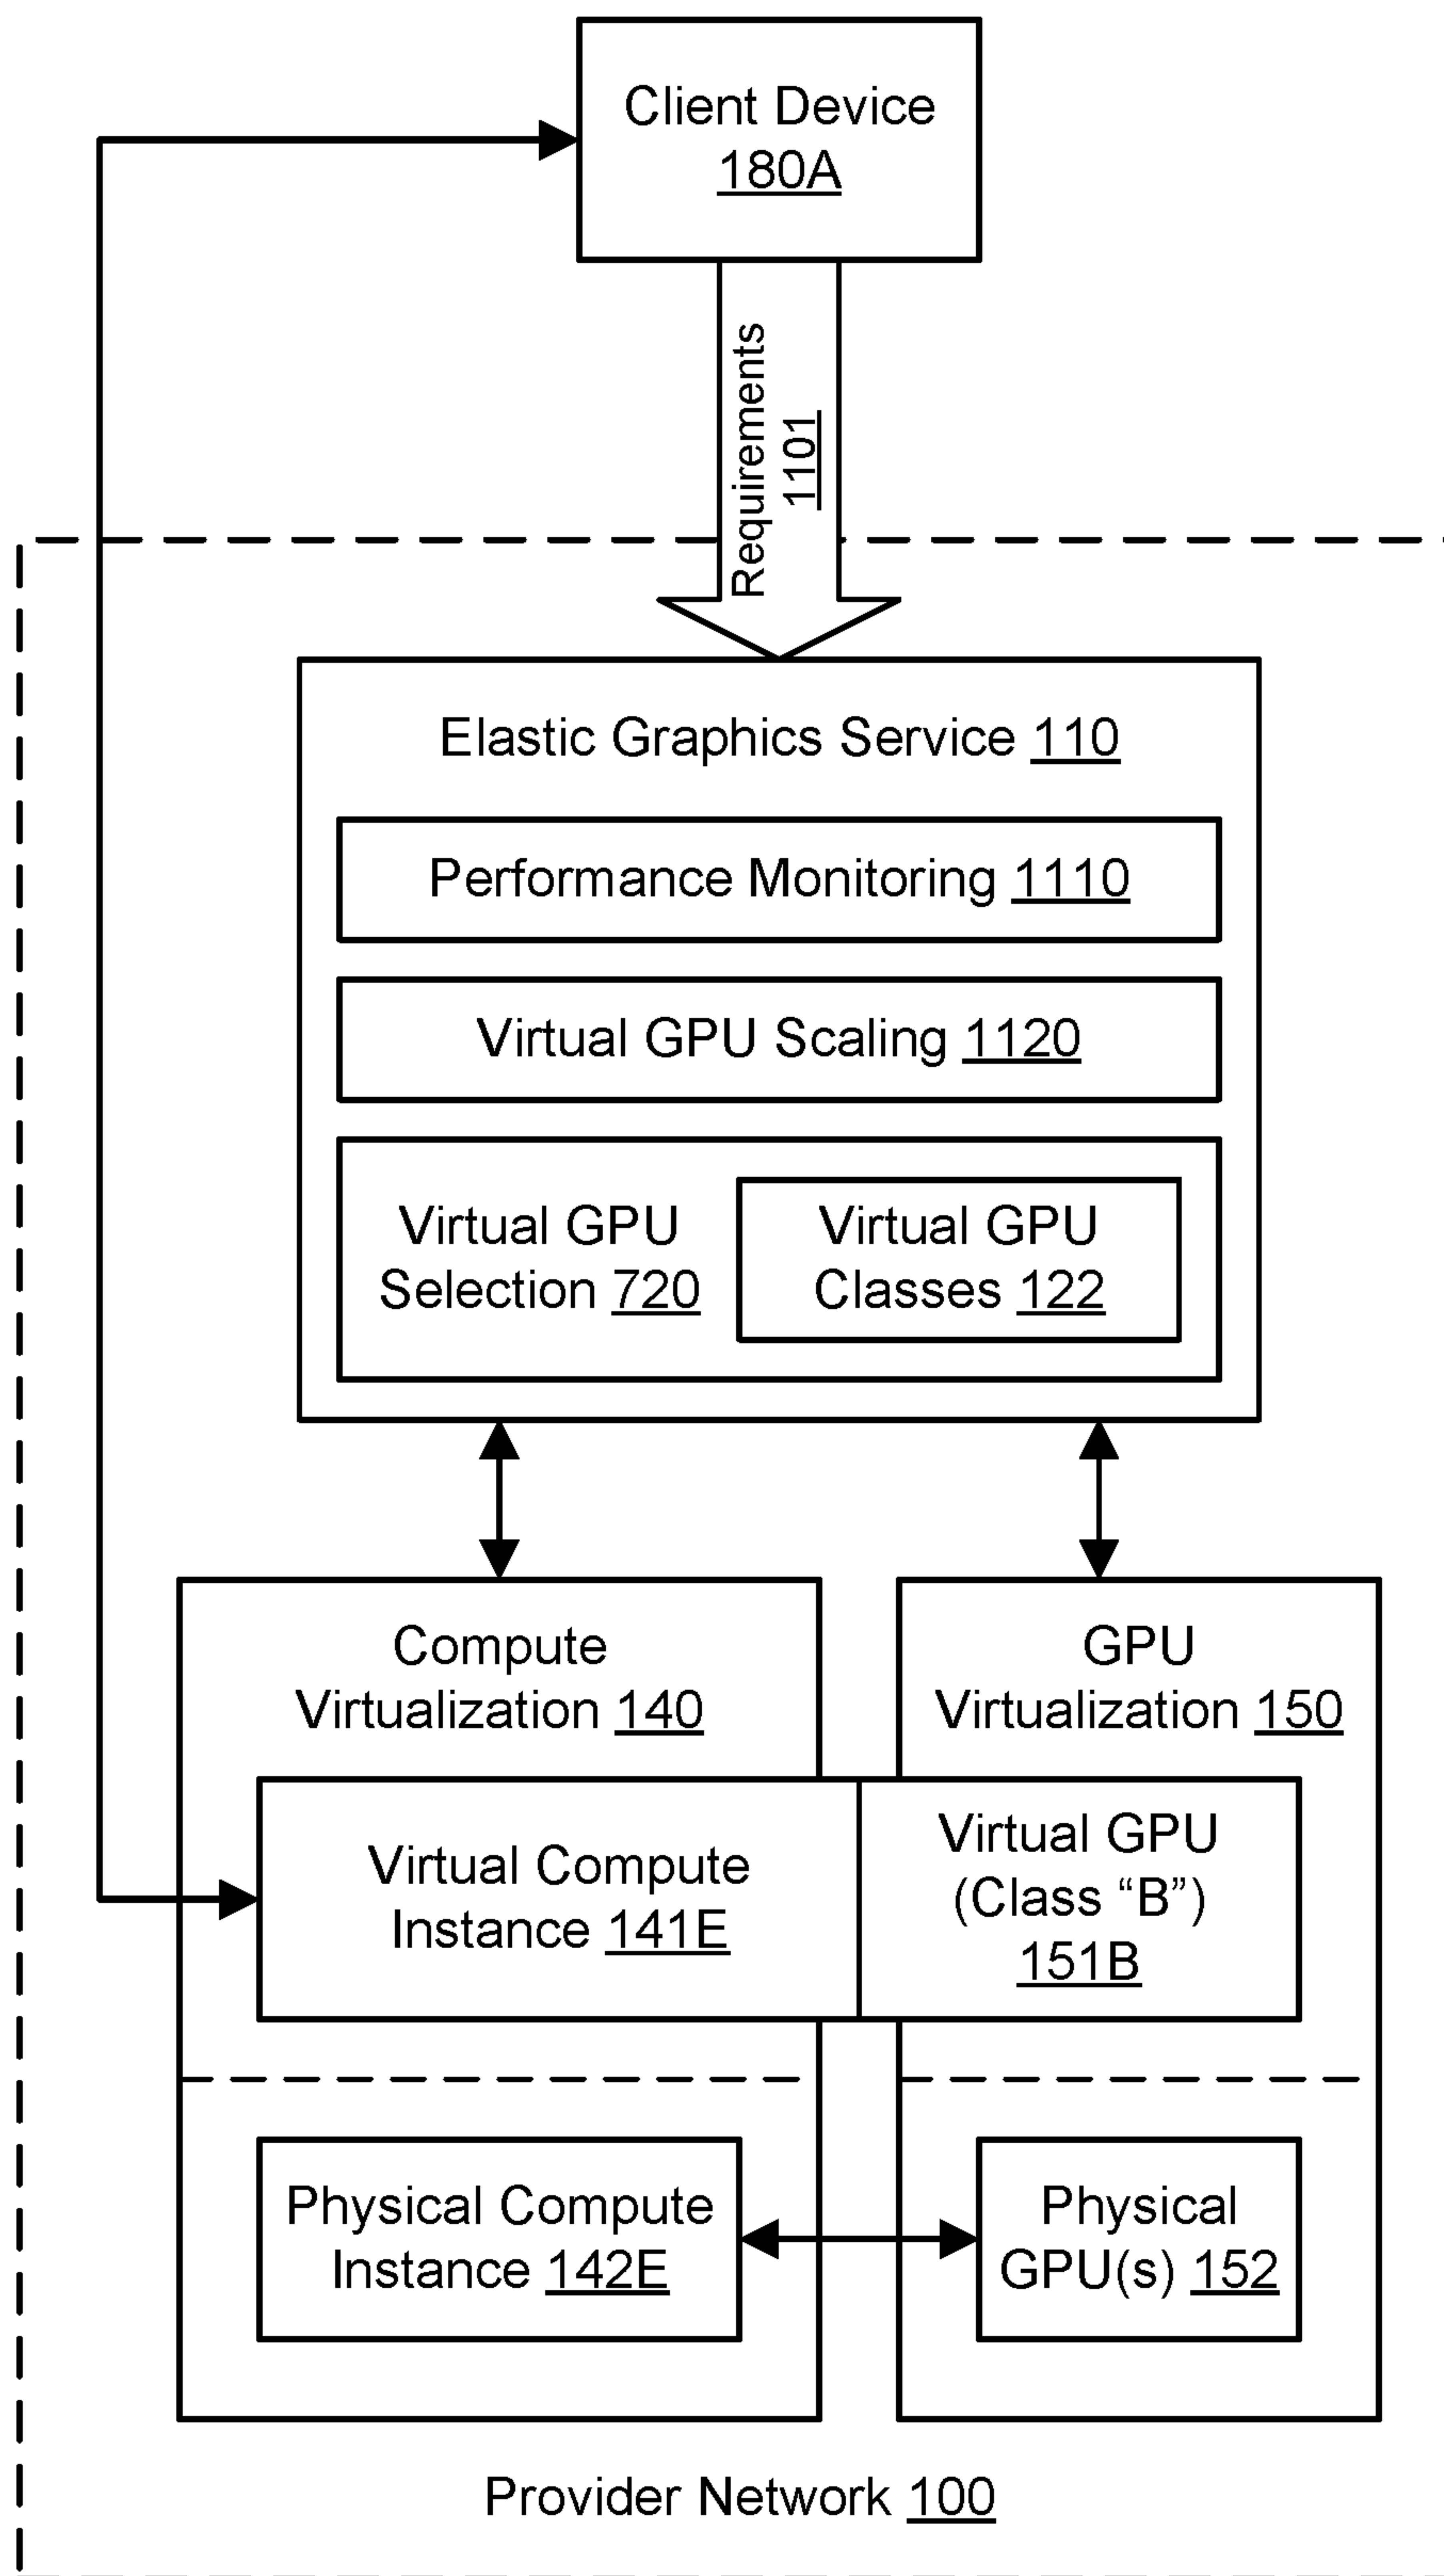 Client Device
180A
Requirements
1101
Elastic Graphics Service 110
Performance Monitoring 1110
Virtual GPU Scaling 1120
Virtual GPU
Selection 720
Virtual GPU
Classes 122
Compute
Virtualization 140
GPU
Virtualization 150
Virtual Compute
Instance 141E
Virtual GPU
(Class “B”)
151B
Physical Compute
Instance 142E
Physical
GPU(s) 152
Provider Network 100